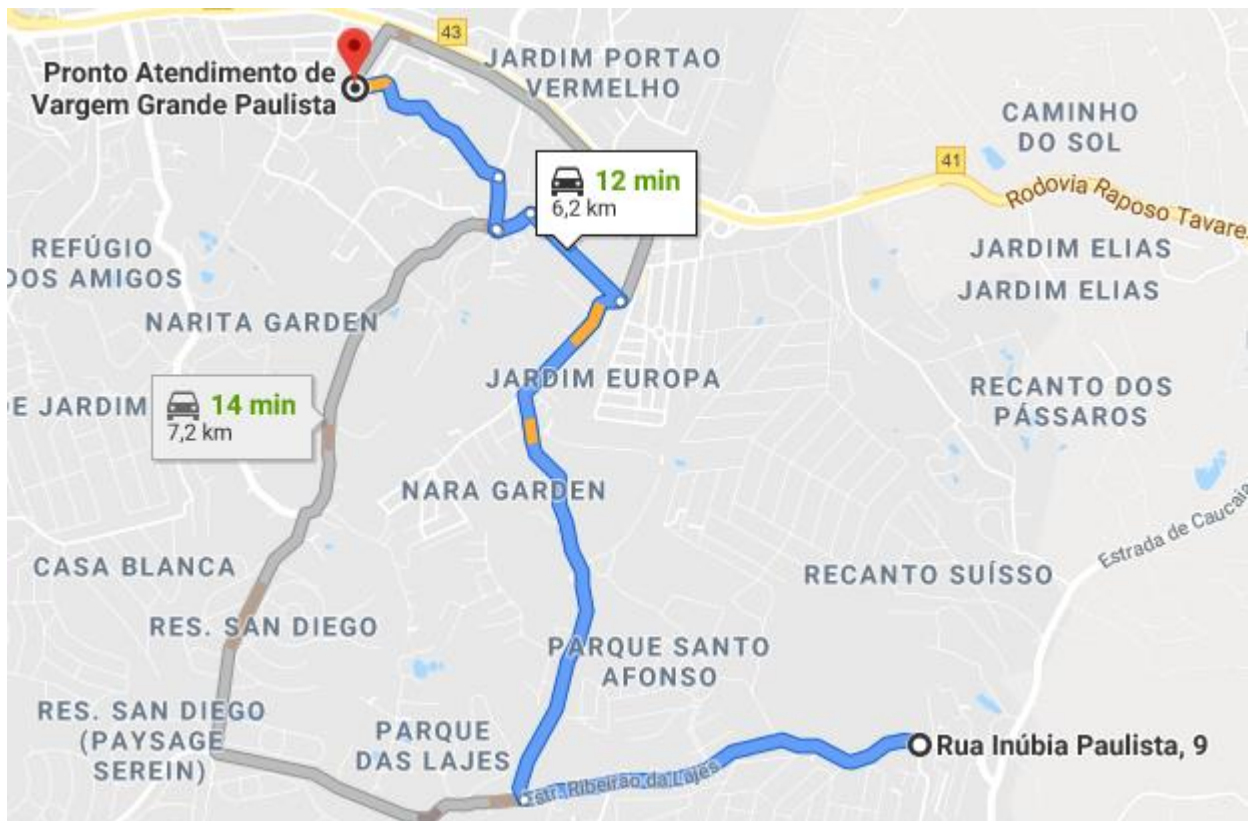 43
JARDIM PORTAO
VERMELHO
Pronto Atendimento de
Vargem Grande Paulista
CAMINHO
DO SOL
41
12 min
6,2 km
Rodovia Raposo Tavare
REFÚGIO
DOS AMIGOS
JARDIM ELIAS
JARDIM ELIAS
NARITA GARDEN
JARDIM EUROPA
E JARDIM
14 min
7,2 km
RECANTO DOS
PÁSSAROS
NARA GARDEN
Estrada de Caucaia
CASA BLANCA
RECANTO SUÍSSO
RES. SAN DIEGO
PARQUE SANTO
AFONSO
RES. SAN DIEGO
(PAYSAGE
SEREIN)
PARQUE
DAS LAJES
Rua Inúbia Paulista, 9
Estr. Ribeirão da Lajes